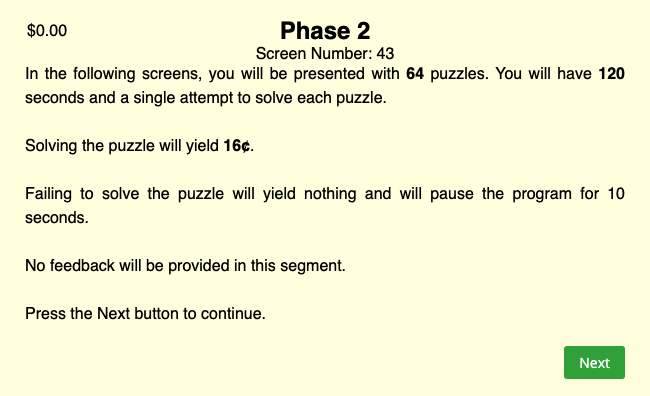 $0.00
Phase 2
Screen Number: 43
In the following screens, you will be presented with 64 puzzles. You will have 120
seconds and a single attempt to solve each puzzle.
Solving the puzzle will yield 16¢.
Failing to solve the puzzle will yield nothing and will pause the program for 10
seconds.
No feedback will be provided in this segment.
Press the Next button to continue.
Next